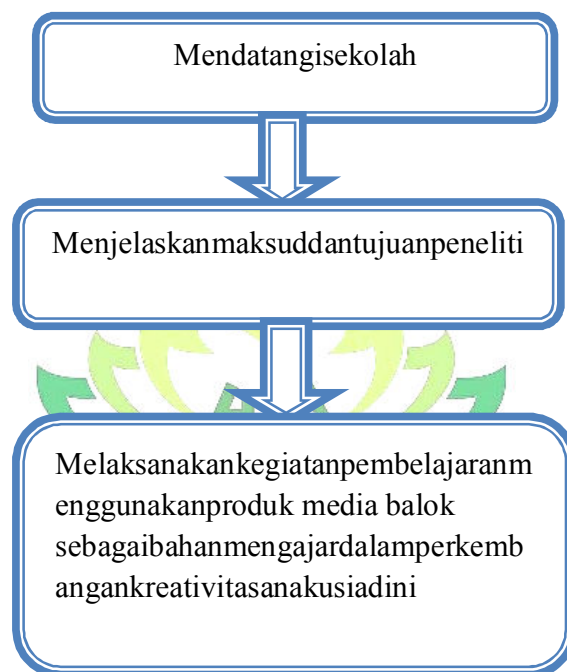 Mendatangisekolah
Menjelaskanmaksuddantujuanpeneliti
Melaksanakankegiatanpembelajaranm
enggunakanproduk media balok
sebagaibahanmengajardalamperkemb
angankreativitasanakusiadini